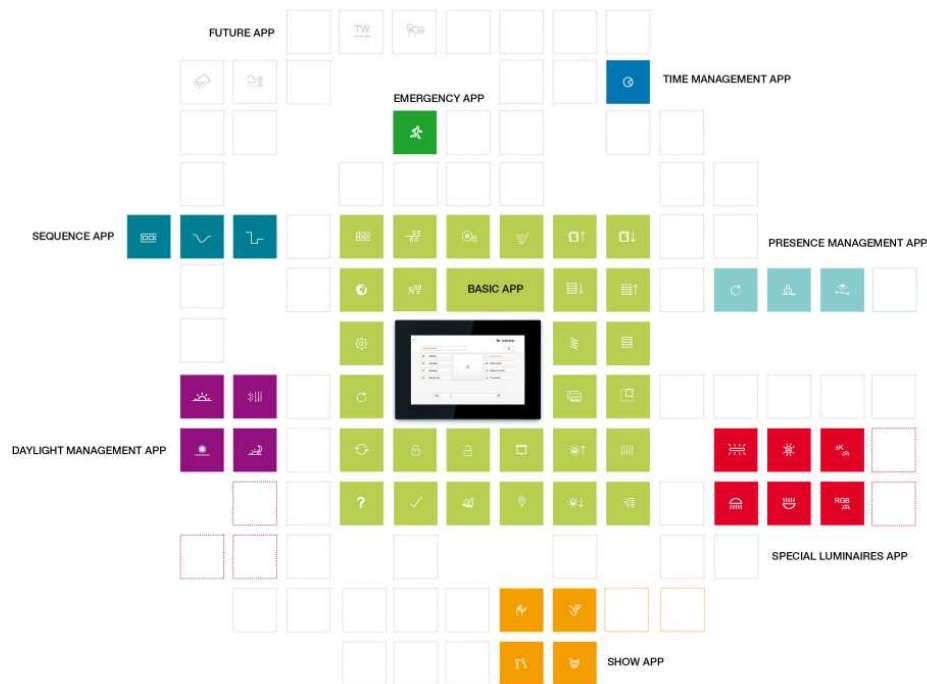 FUTURE APP
TW
TIME MANAGEMENT APP
EMERGENCY APP
SEQUENCE APP
PRESENCE MANAGEMENT APP
BASIC APP
DAYLIGHT MANAGEMENT APP
±K
?
RGB
SPECIAL LUMINAIRES APP
SHOW APP